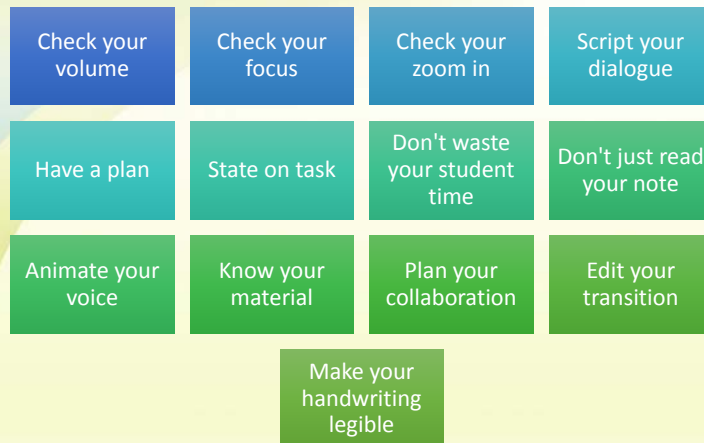 Check your
volume
Check your
focus
Check your
zoom in
Script your
dialogue
Have a plan
State on task
Don't waste
your student
time
Don't just read
your note
Animate your
voice
Know your
material
Plan your
collaboration
Edit your
transition
Make your
handwriting
legible